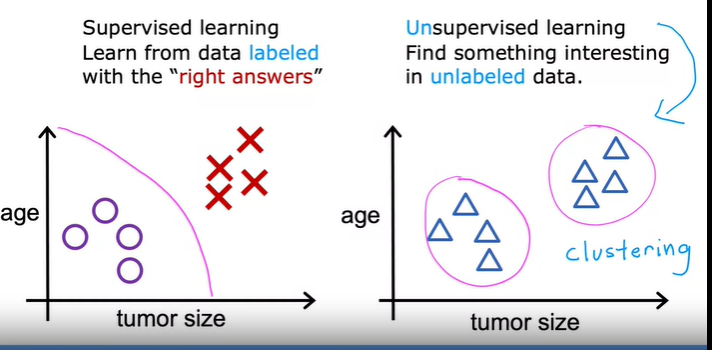 Supervised learning
Learn from data labeled
with the “right answers”
age
tumor size
Unsupervised learning
Find something interesting
in unlabeled data.
age
clustering
tumor size